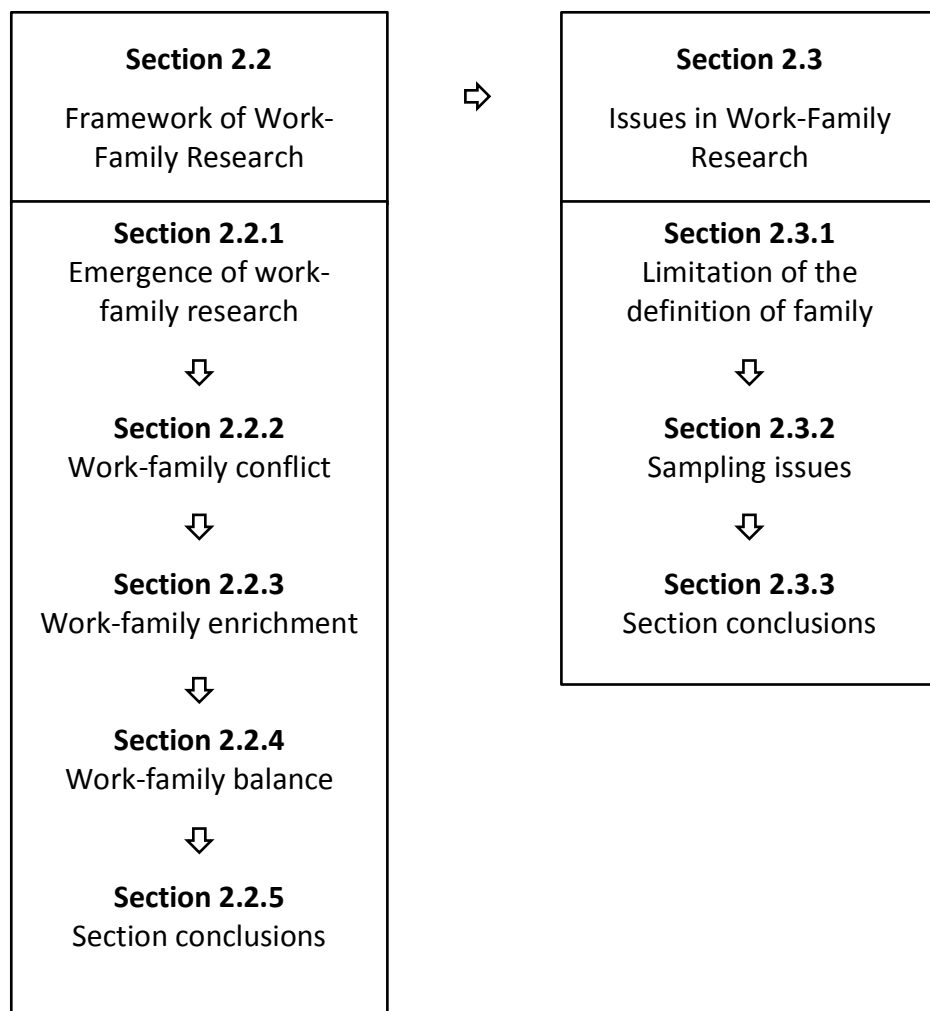 Section 2.2
Framework of Work-
Family Research
Section 2.2.1
Emergence of work-
family research
Section 2.2.2
Work-family conflict
Section 2.2.3
Work-family enrichment
Section 2.2.4
Work-family balance
Section 2.2.5
Section conclusions
Section 2.3
Issues in Work-Family
Research
Section 2.3.1
Limitation of the
definition of family
Section 2.3.2
Sampling issues
Section 2.3.3
Section conclusions